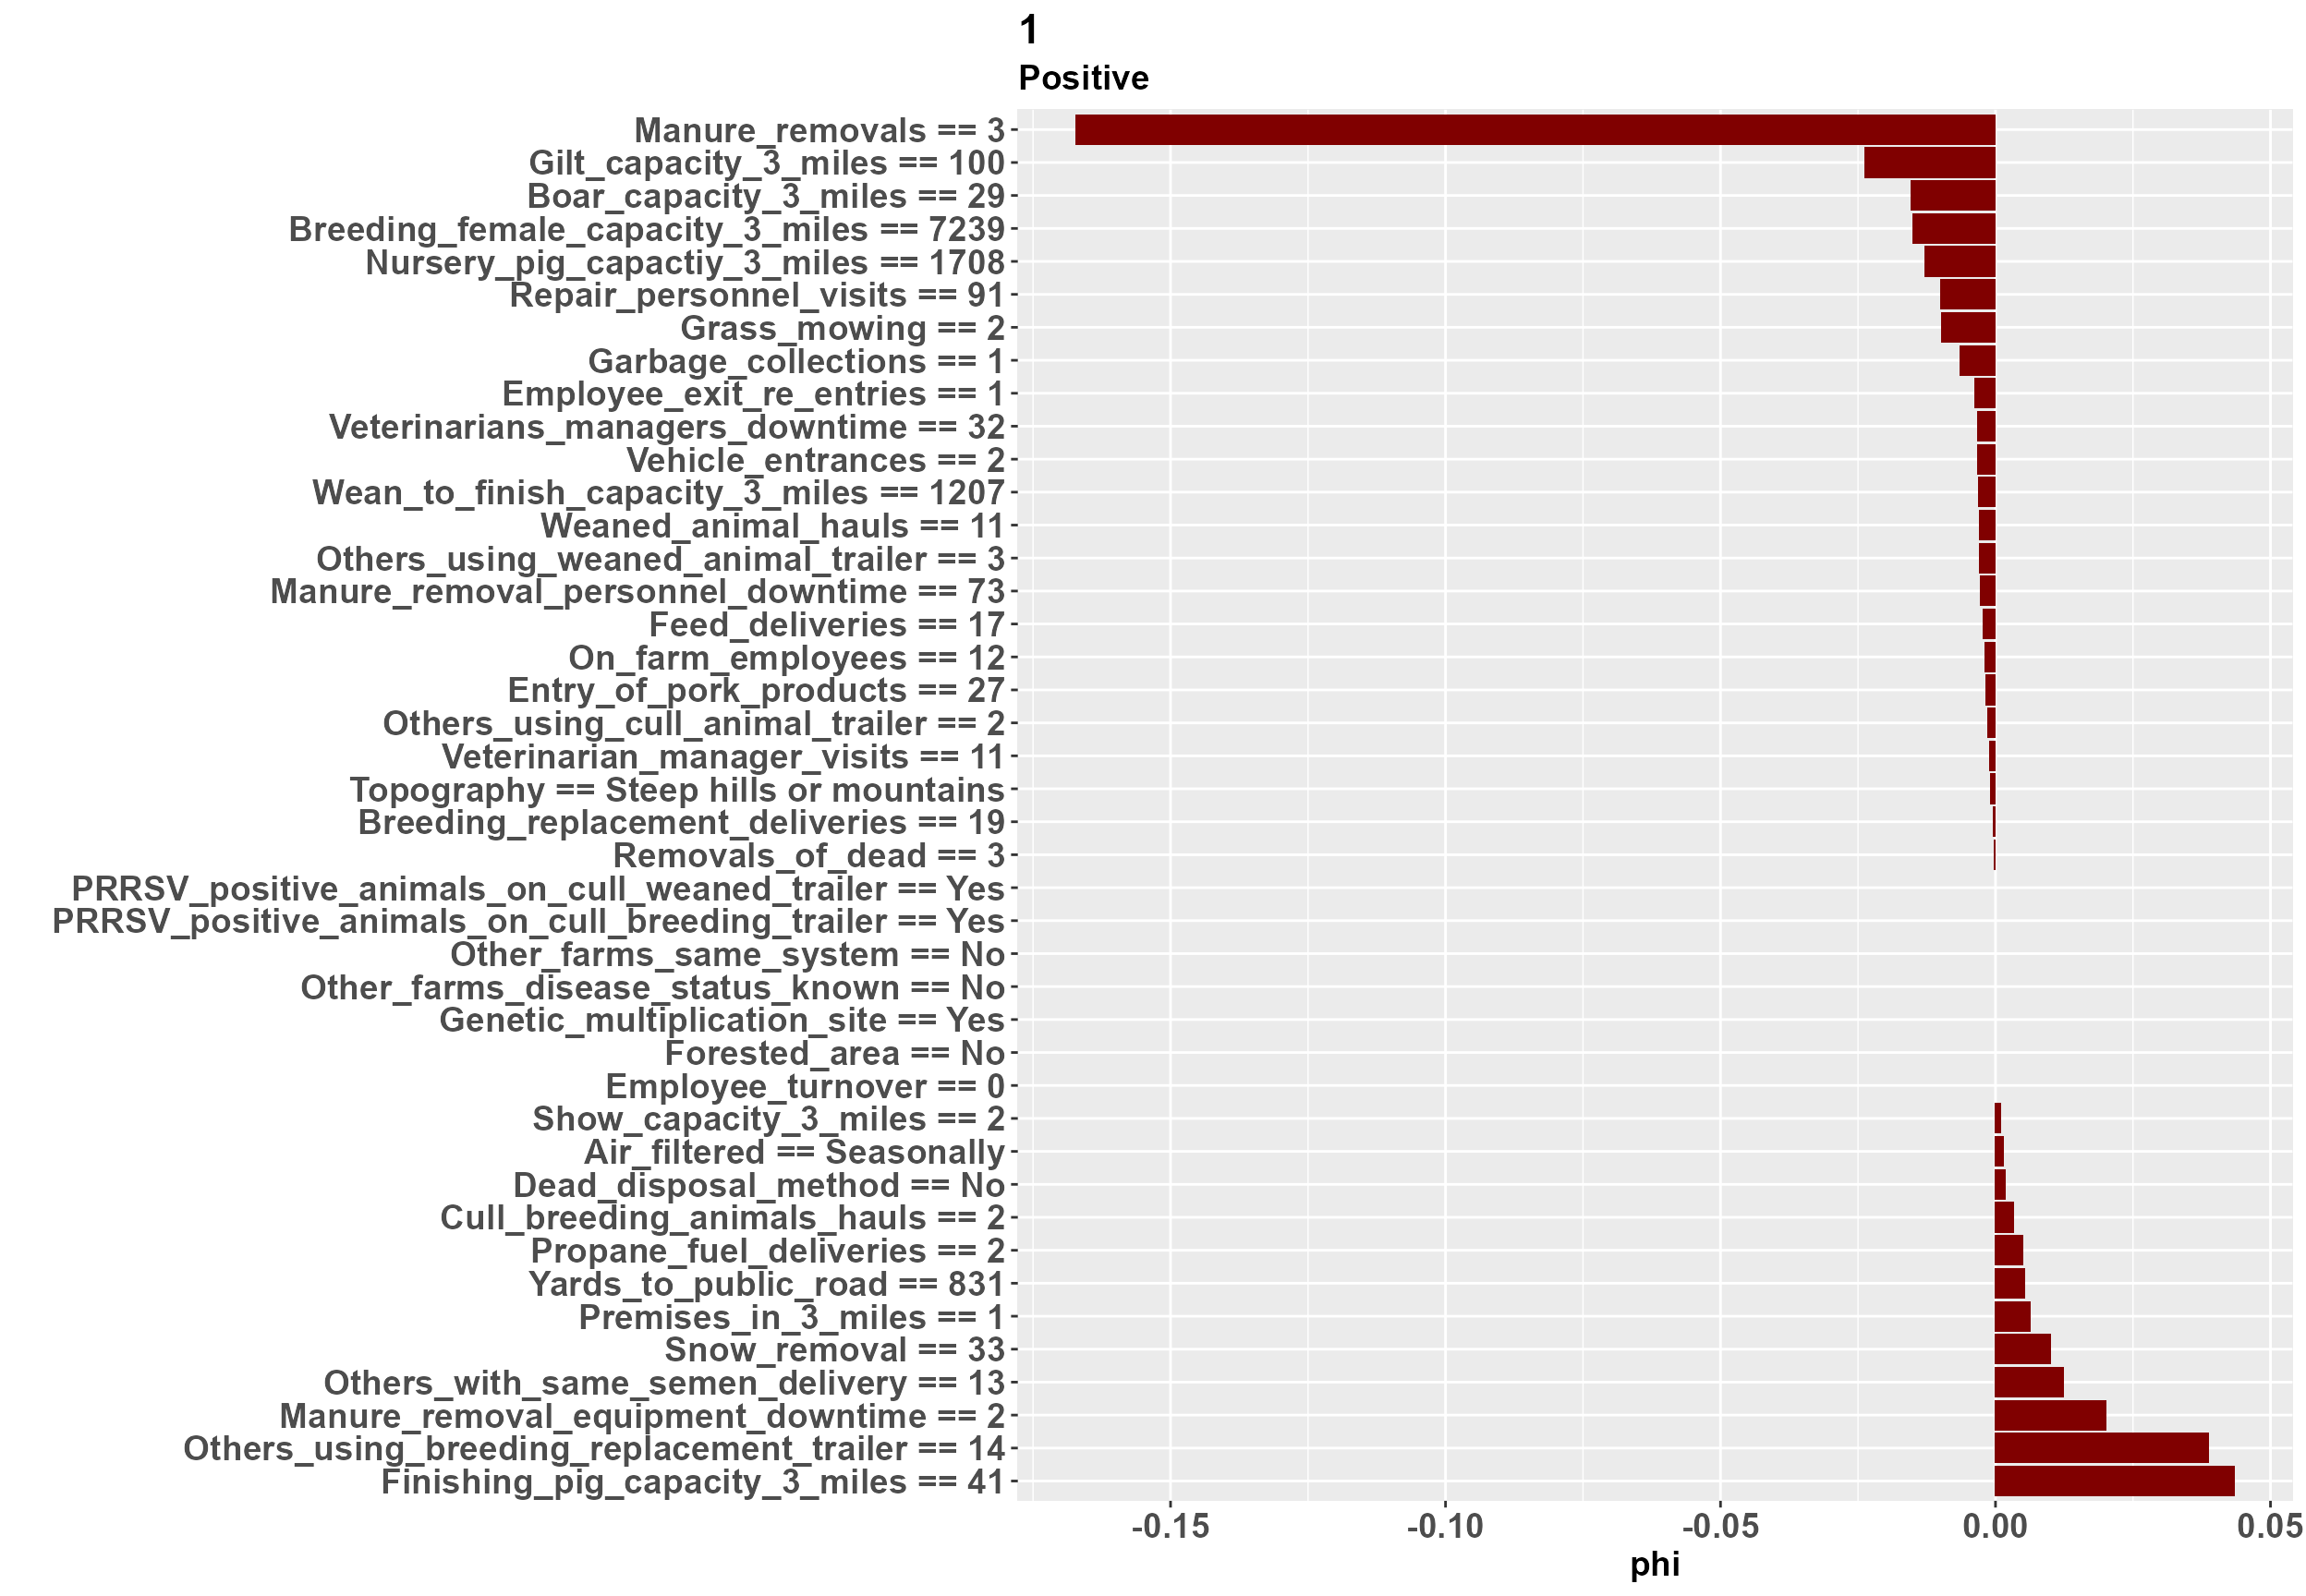 1
Positive
Manure_removals == 3
Gilt_capacity_3_miles == 100
Boar_capacity_3_miles == 29
Breeding_female_capacity_3_miles == 7239
Nursery_pig_capactiy_3_miles == 1708
Repair_personnel_visits == 91
Grass_mowing == 2
Garbage_collections == 1
Employee_exit_re_entries == 1
Veterinarians_managers_downtime == 32
Vehicle_entrances == 2
Wean_to_finish_capacity_3_miles == 1207
Weaned_animal_hauls == 11
Others_using_weaned_animal_trailer == 3
Manure_removal_personnel_downtime == 73
Feed_deliveries == 17
On_farm_employees == 12
Entry_of_pork_products == 27
Others_using_cull_animal_trailer == 2
Veterinarian_manager_visits == 11
Topography == Steep hills or mountains
Breeding_replacement_deliveries == 19
Removals_of_dead == 3
PRRSV_positive_animals_on_cull_weaned_trailer == Yes
PRRSV_positive_animals_on_cull_breeding_trailer == Yes
Other_farms_same_system == No
Other_farms_disease_status_known == No
Genetic_multiplication_site == Yes
Forested_area == No
Employee_turnover == 0
Show_capacity_3_miles == 2
Air_filtered == Seasonally
Dead_disposal_method == No
Cull_breeding_animals_hauls == 2
Propane_fuel_deliveries == 2
Yards_to_public_road == 831
Premises_in_3_miles == 1
Snow_removal == 33
Others_with_same_semen_delivery == 13
Manure_removal_equipment_downtime == 2
Others_using_breeding_replacement_trailer == 14
Finishing_pig_capacity_3_miles == 41
-0.15 -0.10 -0.05 0.00 0.05
phi